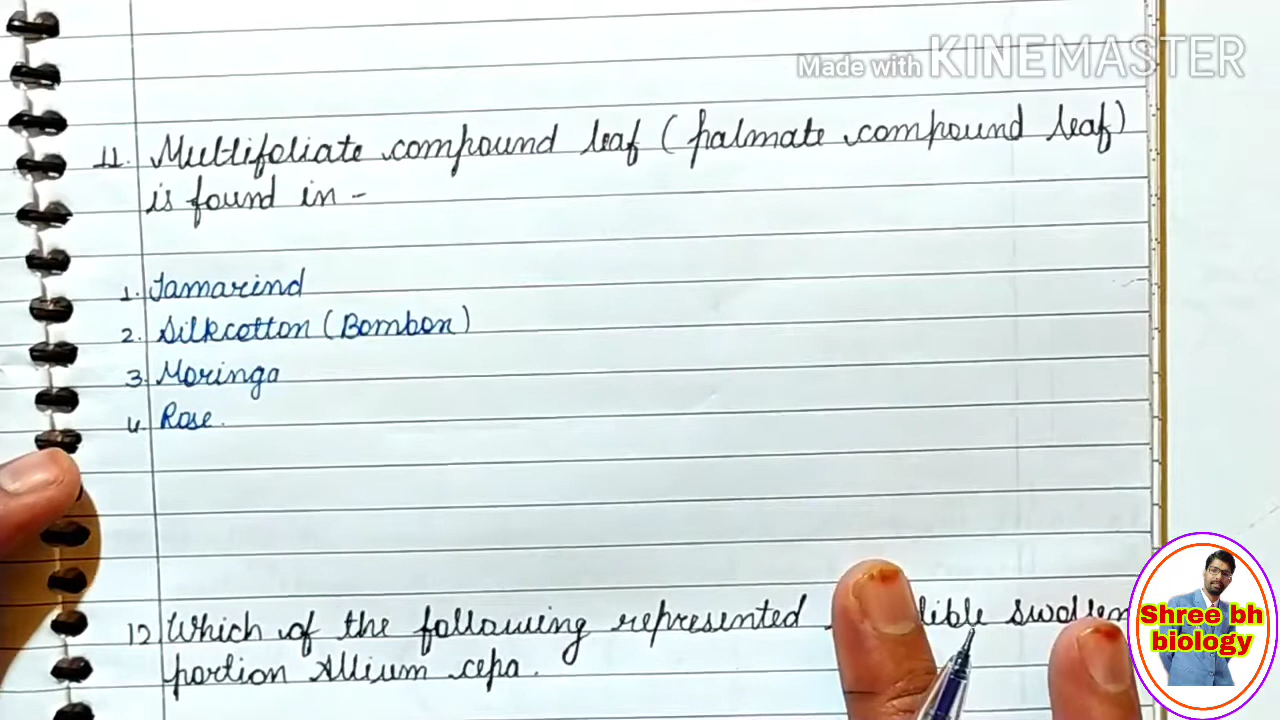 Made with KINEMASTER
11. Multifoliate compound leaf (palmate compound leaf)
is found in -
1. Tamarind
2. Silkcotton (Bombon)
3. Moringa
4. Rose.
12 Which of the following represented
portion Allium cepa.
Shree bh
biology